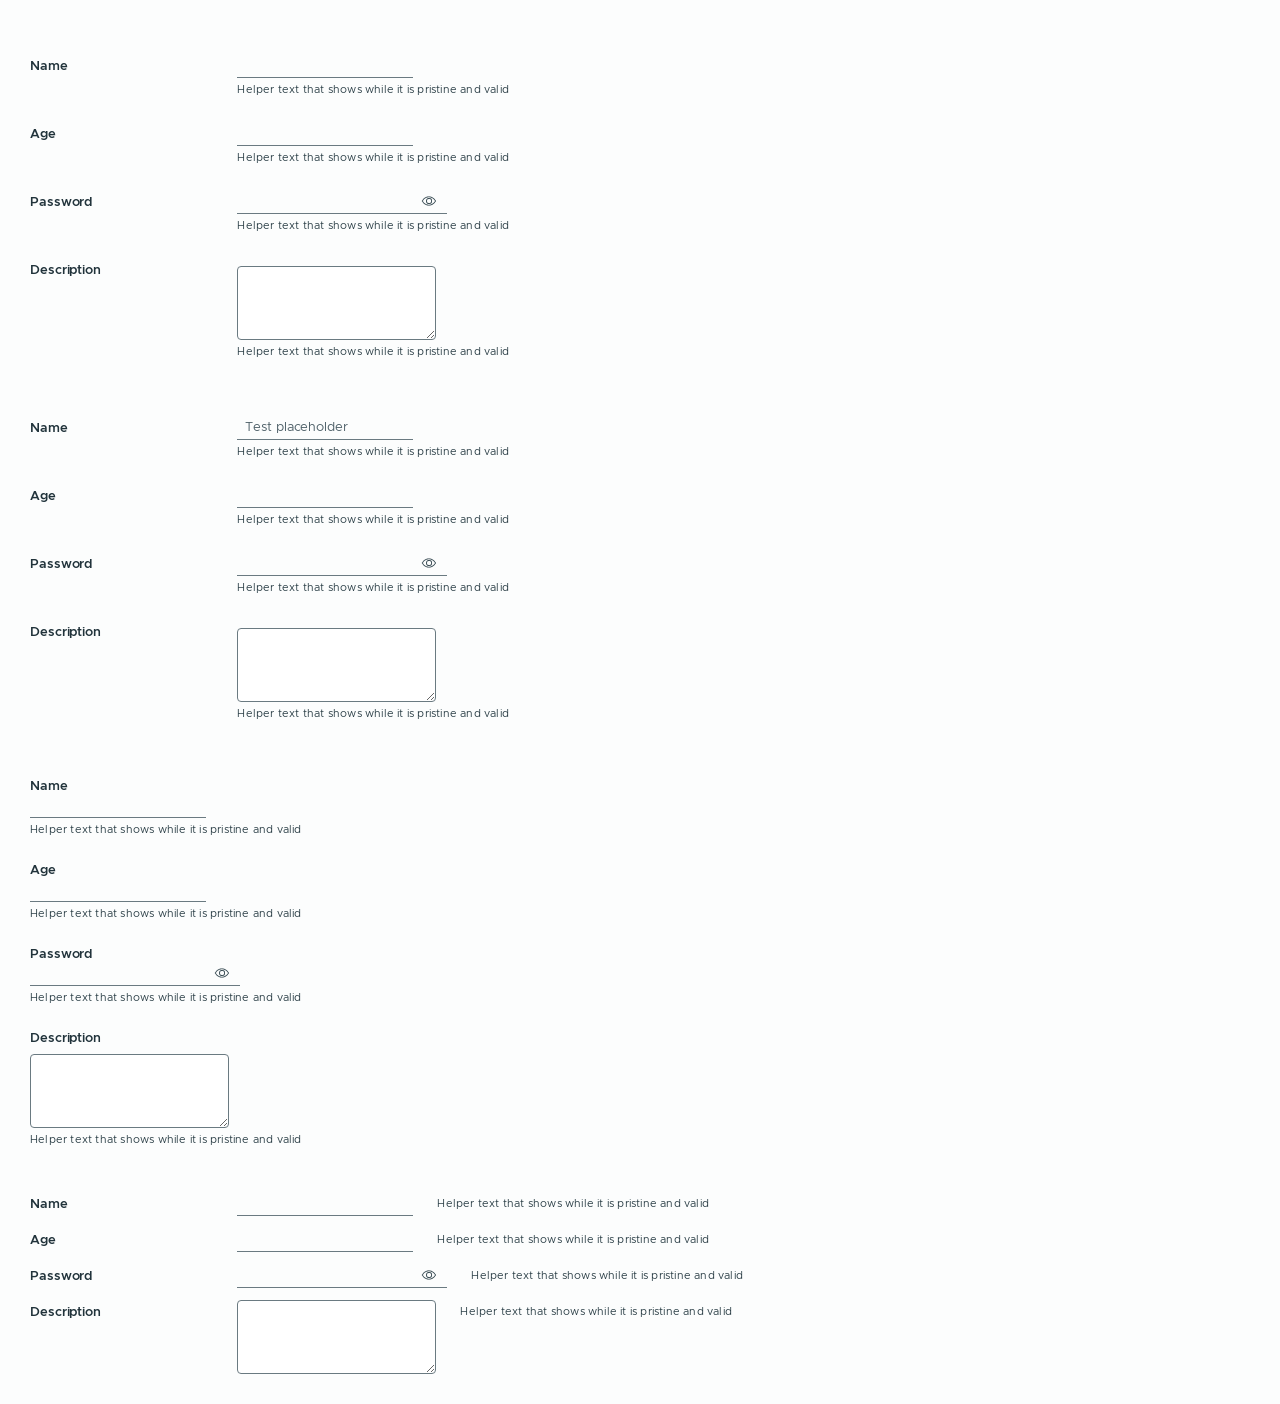 Name
Helper text that shows while it is pristine and valid
Age
Helper text that shows while it is pristine and valid
Password
Helper text that shows while it is pristine and valid
Description
Helper text that shows while it is pristine and valid
Name Test placeholder
Helper text that shows while it is pristine and valid
Age
Helper text that shows while it is pristine and valid
Password
Helper text that shows while it is pristine and valid
Description
Helper text that shows while it is pristine and valid
Name
Helper text that shows while it is pristine and valid
Age
Helper text that shows while it is pristine and valid
Password
Helper text that shows while it is pristine and valid
Description
Helper text that shows while it is pristine and valid
Name Helper text that shows while it is pristine and valid
Age Helper text that shows while it is pristine and valid
Password Helper text that shows while it is pristine and valid
Description Helper text that shows while it is pristine and valid